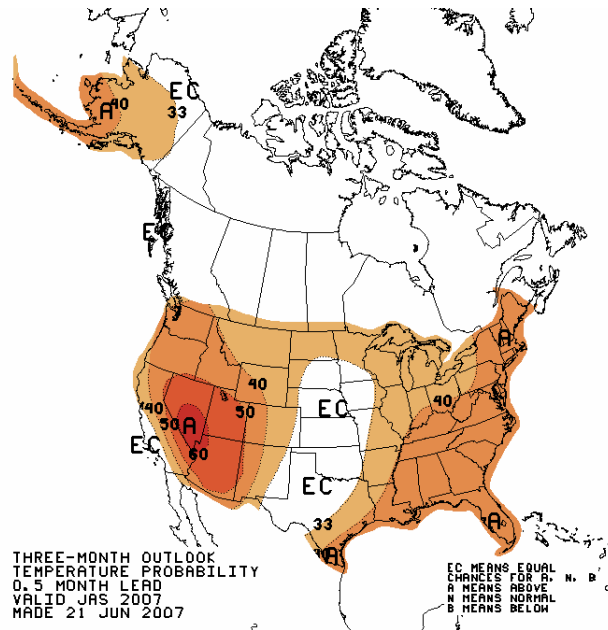 EC
A 40
33
EC
A
40
40
EC
50
40
50 A
EC
60
EC
33
A
A
THREE-MONTH OUTLOOK
TEMPERATURE PROBABILITY
0.5 MONTH LEAD
VALID JAS 2007
MADE 21 JUN 2007
EC MEANS EQUAL
CHANCES FOR A, N, B
A MEANS ABOVE
N MEANS NORMAL
B MEANS BELOW